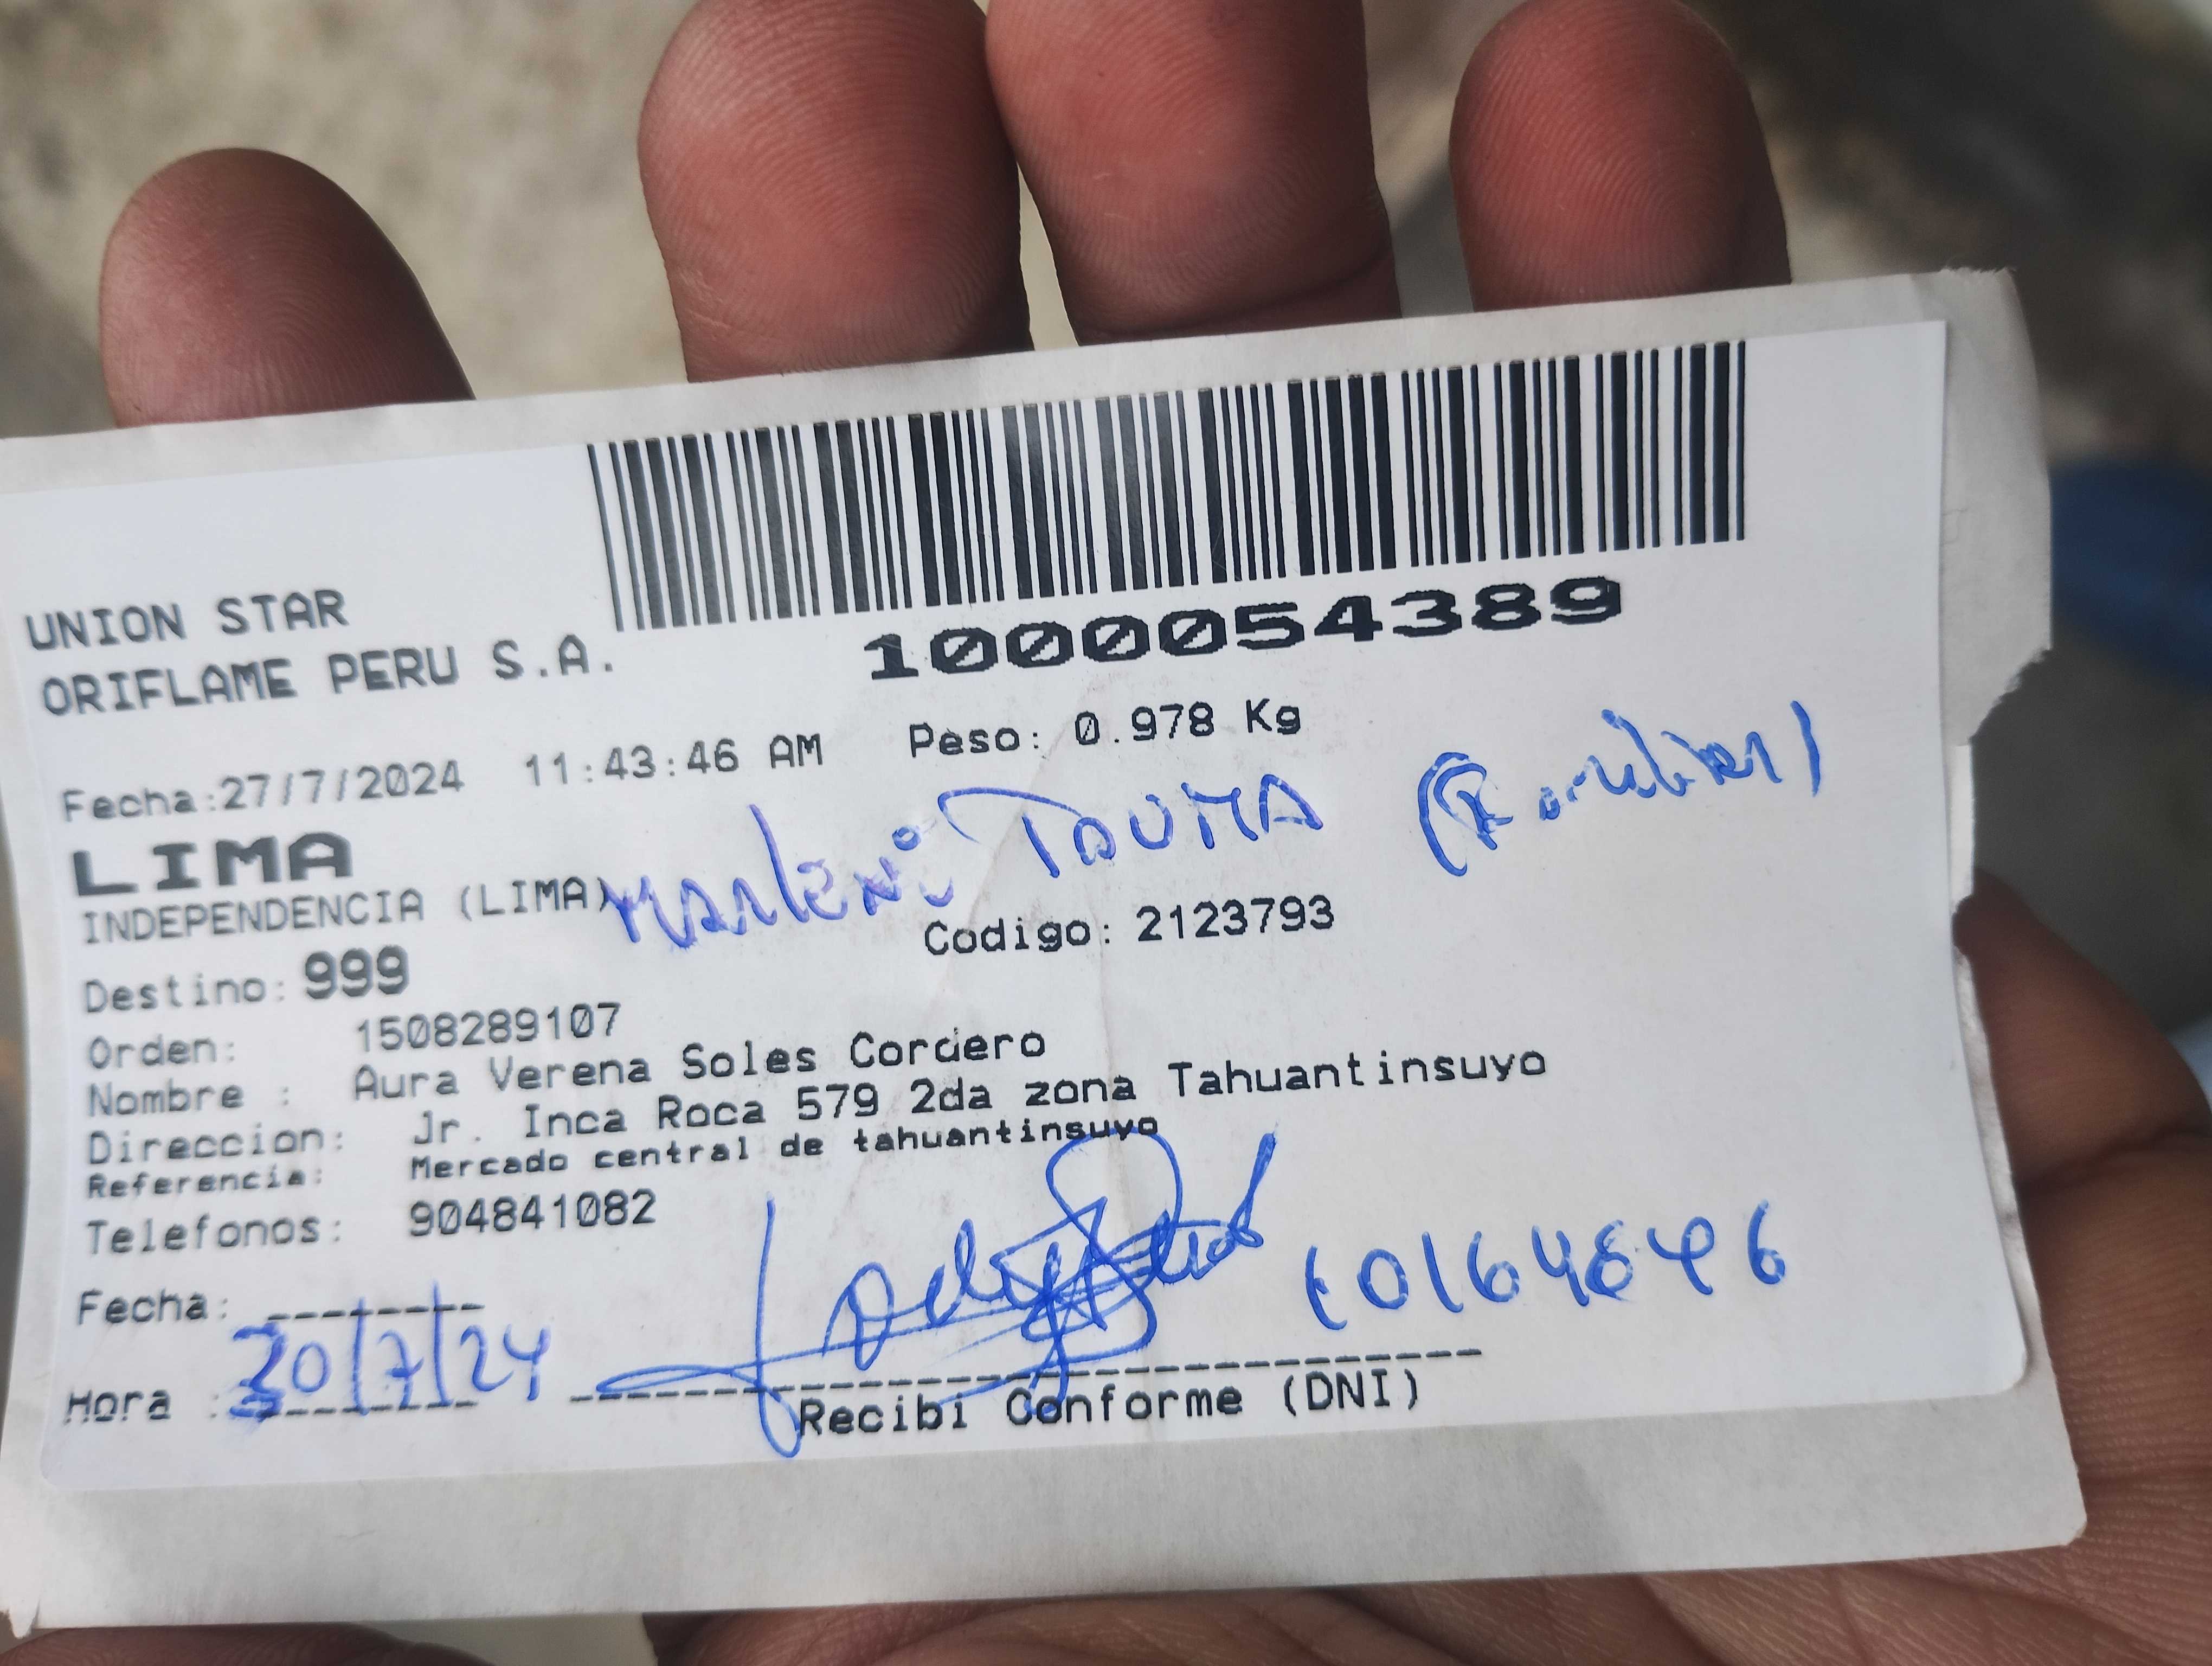 1000054389
UNION STAR
ORIFLAME PERU S.A.
Fecha:27/7/2024 11:43:46 AM Peso: 0.978 Kg
LIMA
INDEPENDENCIA (LIMA)
Marleni TAUMA
Destino: 999 Codigo: 2123793
Orden: 1508289107
Nombre : Aura Verena Soles Cordero
Direccion: Jr. Inca Roca 579 2da zona Tahuantinsuyo
Referencia: Mercado central de tahuantinsuyo
Telefonos: 904841082
Fecha:
30/7/24
Hora :
Recibi Conforme (DNI)